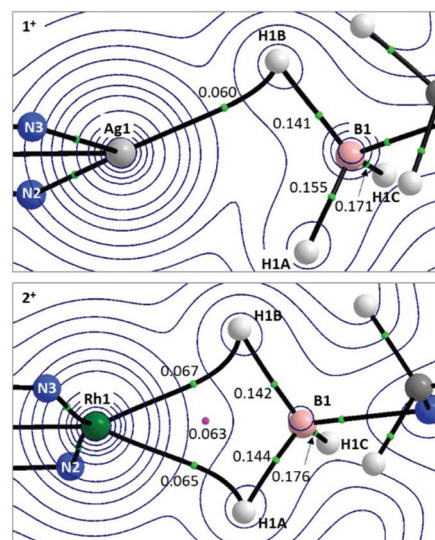 1⁺
H1B
0.060
N3
Ag1
0.141
B1
0.155
N2
0.171
H1C
H1A
2⁺
H1B
0.067
N3
Rh1
0.142
B1
0.063
H1C
N2
0.144
0.065
0.176
H1A